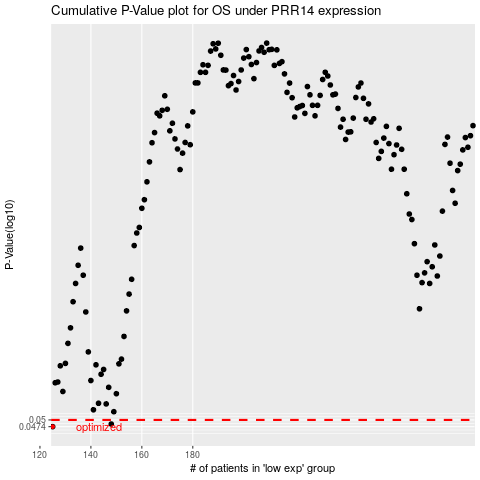 Cumulative P-Value plot for OS under PRR14 expression
P-Value(log10)
0.05
0.0474
optimized
120 140 160 180
# of patients in 'low exp' group